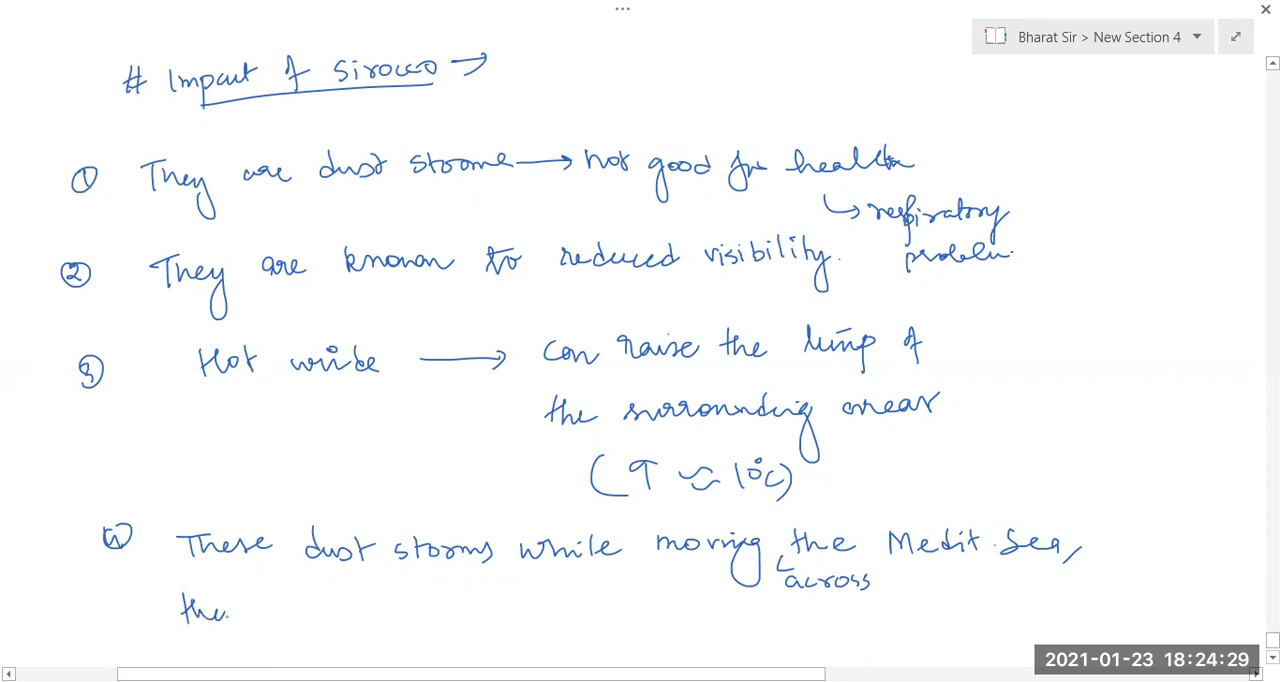 Bharat Sir > New Section 4
# Impact of Sirocco →
① They are dust storms → not good for health
↳ respiratory
② They are known to reduced visibility. problem.
③ Hot winds → can raise the temp of
the surrounding areas
(↑ ≈ 10°C)
④ These dust storms while moving the Medit. Sea,
across
the
2021-01-23 18:24:29